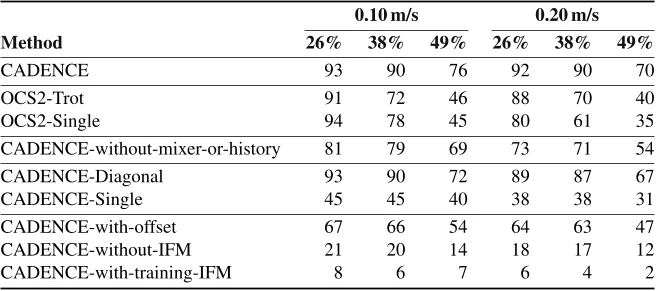 0.10 m/s 0.20 m/s
Method 26% 38% 49% 26% 38% 49%
CADENCE 93 90 76 92 90 70
OCS2-Trot 91 72 46 88 70 40
OCS2-Single 94 78 45 80 61 35
CADENCE-without-mixer-or-history 81 79 69 73 71 54
CADENCE-Diagonal 93 90 72 89 87 67
CADENCE-Single 45 45 40 38 38 31
CADENCE-with-offset 67 66 54 64 63 47
CADENCE-without-IFM 21 20 14 18 17 12
CADENCE-with-training-IFM 8 6 7 6 4 2